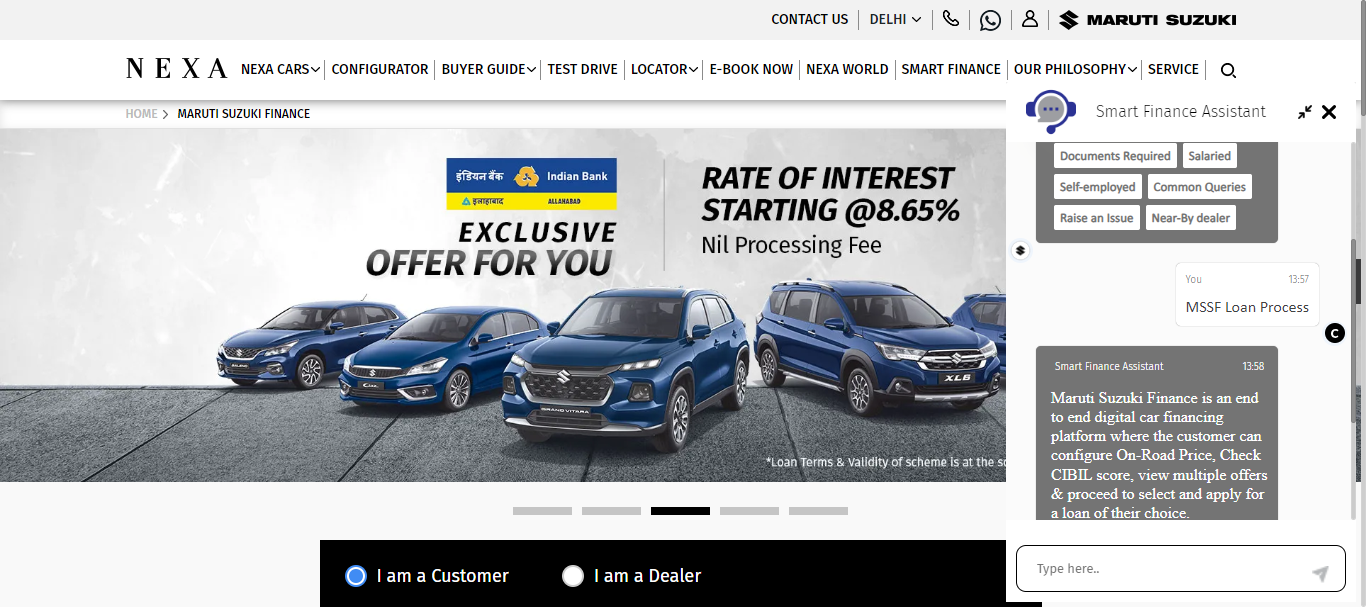 CONTACT US
DELHI
MARUTI SUZUKI
NEXA
NEXA CARS
CONFIGURATOR
BUYER GUIDE
TEST DRIVE
LOCATOR
E-BOOK NOW
NEXA WORLD
SMART FINANCE
OUR PHILOSOPHY
SERVICE
HOME
MARUTI SUZUKI FINANCE
इंडियन बैंक
Indian Bank
इलाहाबाद
ALLAHABAD
EXCLUSIVE
OFFER FOR YOU
RATE OF INTEREST
STARTING @8.65%
Nil Processing Fee
BALENO
CIAZ
GRAND VITARA
XL6
*Loan Terms & Validity of scheme is at the
I am a Customer
I am a Dealer
Smart Finance Assistant
Documents Required
Salaried
Self-employed
Common Queries
Raise an Issue
Near-By dealer
You
13:57
MSSF Loan Process
C
Smart Finance Assistant
13:58
Maruti Suzuki Finance is an end
to end digital car financing
platform where the customer can
configure On-Road Price, Check
CIBIL score, view multiple offers
& proceed to select and apply for
a loan of their choice.
Type here..